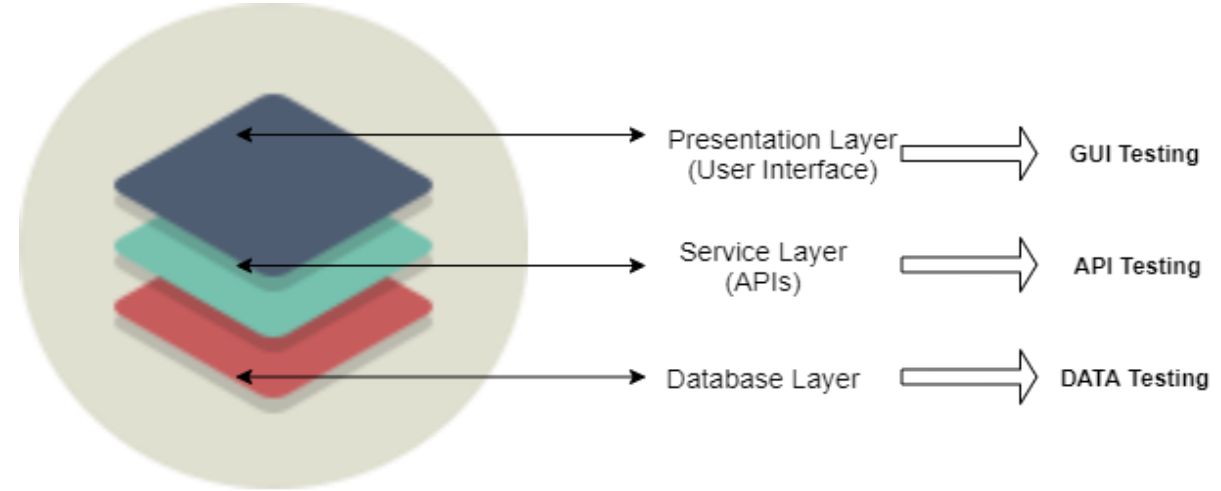 Presentation Layer
(User Interface)
GUI Testing
Service Layer
(APIs)
API Testing
Database Layer
DATA Testing